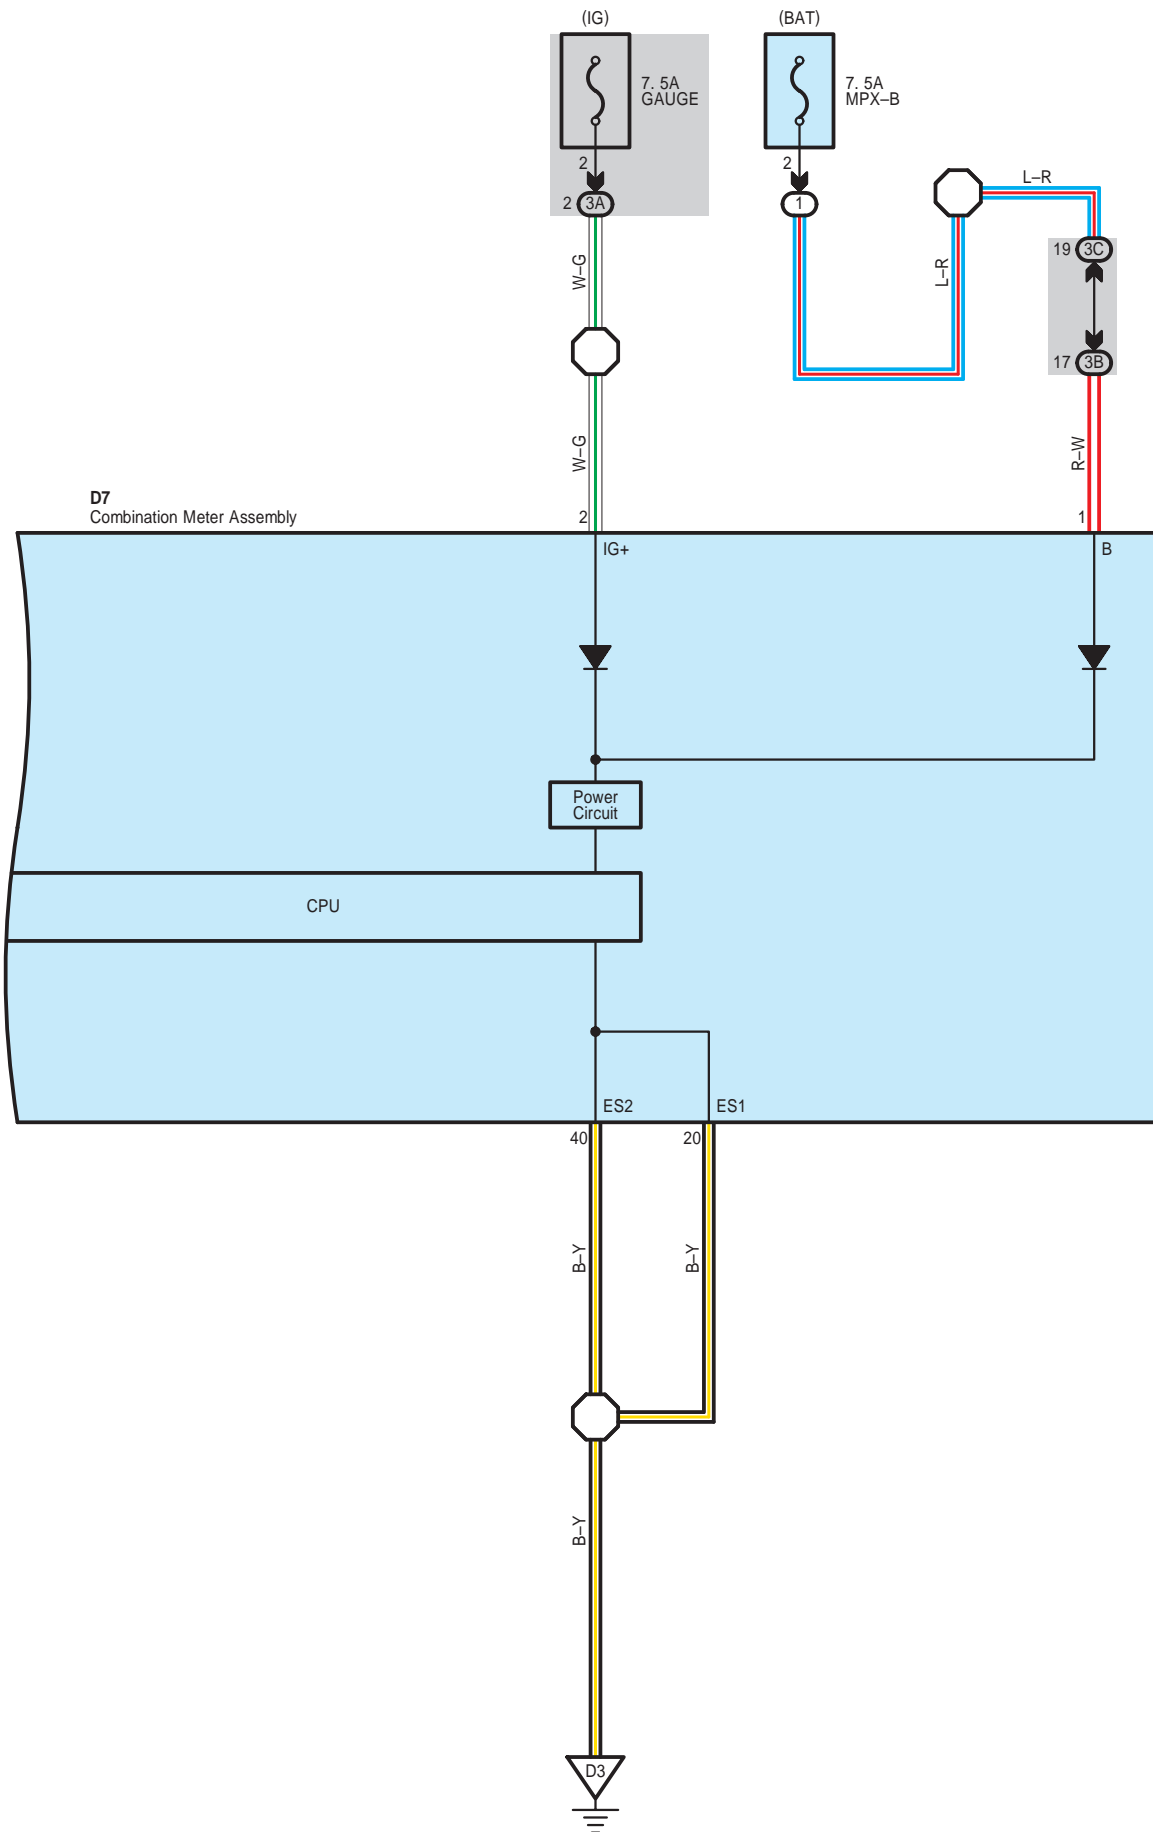 (IG)
(BAT)
7. 5A
GAUGE
7. 5A
MPX–B
2
2
2
3A
1
L–R
W–G
L–R
19
3C
17
3B
W–G
R–W
D7
Combination Meter Assembly
2
1
IG+
B
Power
Circuit
CPU
ES2
ES1
40
20
B–Y
B–Y
B–Y
D3